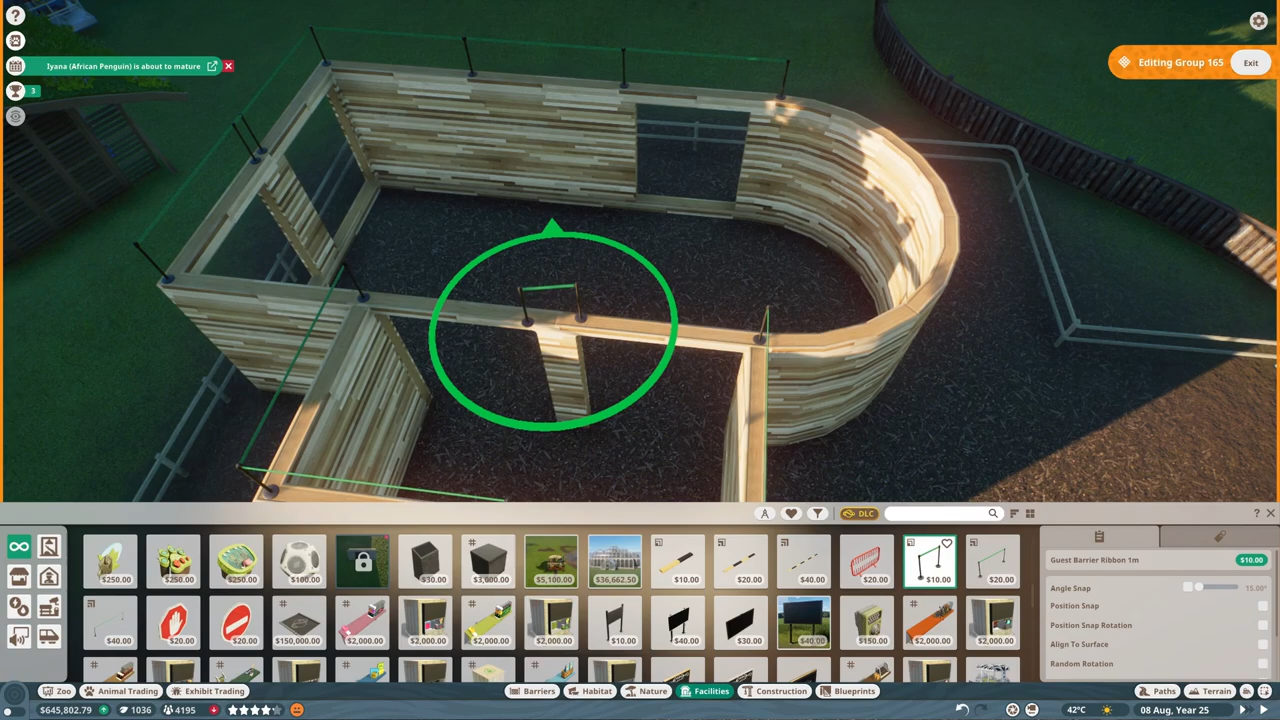 ?
Iyana (African Penguin) is about to mature
3
Editing Group 165
Exit
DLC
?
$250.00
$250.00
$250.00
$100.00
$30.00
$3,000.00
$5,100.00
$36,662.50
$10.00
$20.00
$40.00
$20.00
$10.00
$20.00
$40.00
$20.00
$20.00
$150,000.00
$2,000.00
$2,000.00
$2,000.00
$2,000.00
$10.00
$40.00
$30.00
$40.00
$150.00
$2,000.00
$2,000.00
Guest Barrier Ribbon 1m
$10.00
Angle Snap
15.00°
Position Snap
Position Snap Rotation
Align To Surface
Random Rotation
Zoo
Animal Trading
Exhibit Trading
Barriers
Habitat
Nature
Facilities
Construction
Blueprints
Paths
Terrain
$645,802.79
1036
4195
42°C
08 Aug, Year 25